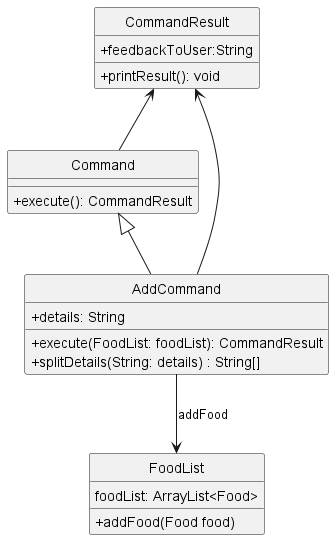 CommandResult
+feedbackToUser:String
+printResult(): void
Command
+execute(): CommandResult
AddCommand
+details: String
+execute(FoodList: foodList): CommandResult
+splitDetails(String: details) : String[]
addFood
FoodList
foodList: ArrayList<Food>
+addFood(Food food)